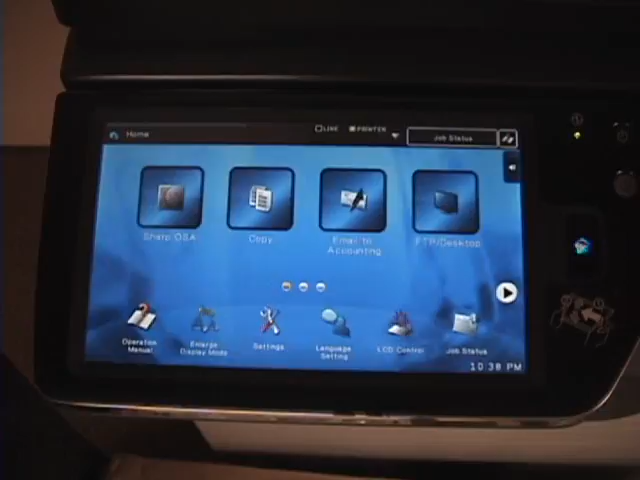 Home
LINE
PRINTER
Job Status
Sharp OSA
Copy
Email to
Accounting
FTP/Desktop
Operation
Manual
Enlarge
Display Mode
Settings
Language
Setting
LCD Control
Job Status
10:38 PM